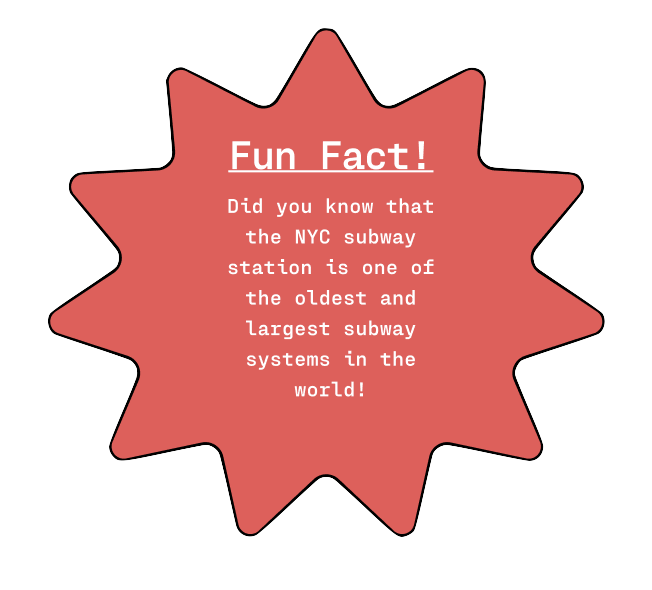 Fun Fact!
Did you know that
the NYC subway
station is one of
the oldest and
largest subway
systems in the
world!